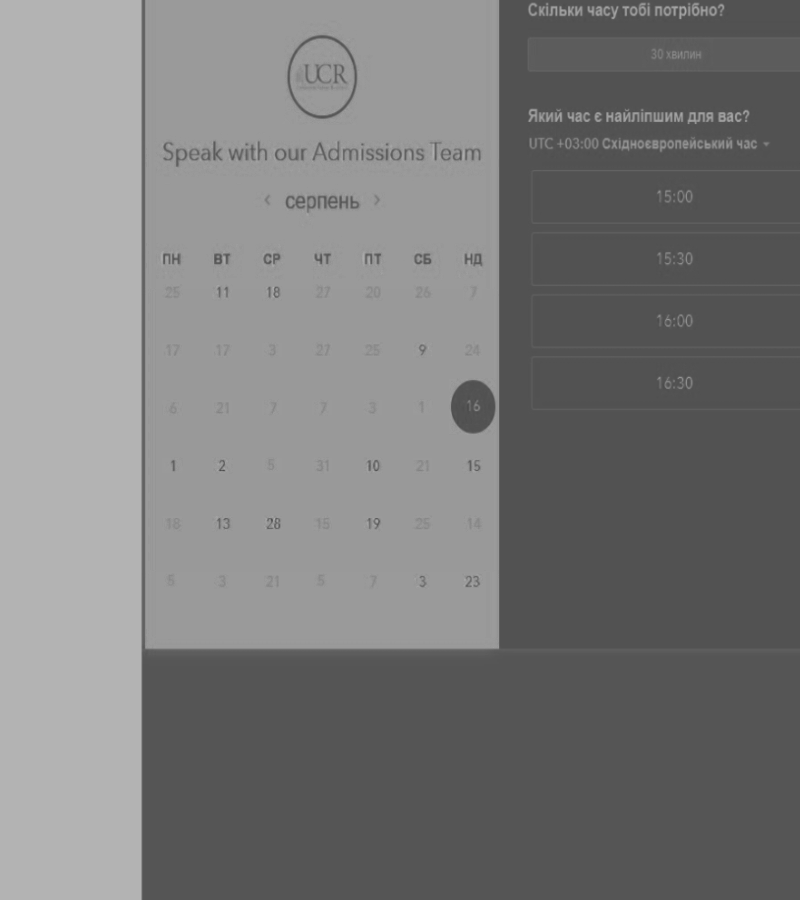 Скільки часу тобі потрібно?
30 хвилин
Який час є найліпшим для вас?
UTC +03:00 Східноєвропейський час
15:00
15:30
16:00
16:30
UCR
Speak with our Admissions Team
‹ серпень ›
ПН ВТ СР ЧТ ПТ СБ НД
25 11 18 27 20 26 7
17 17 3 27 25 9 24
6 21 7 7 3 1 16
1 2 5 31 10 21 15
18 13 28 15 19 25 14
5 3 21 5 7 3 23